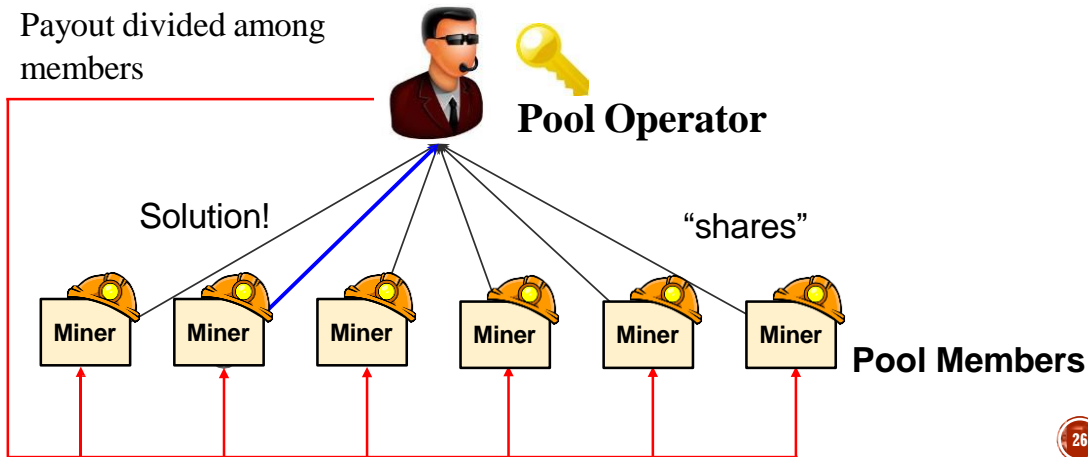 Payout divided among
members
Pool Operator
Solution!
“shares”
Miner
Miner
Miner
Miner
Miner
Miner
Pool Members
26